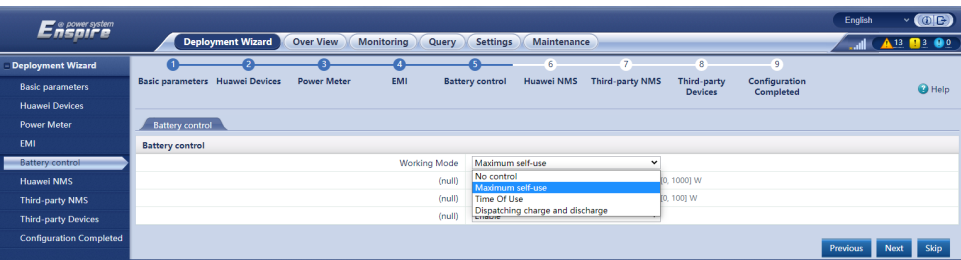 @ power system
Enspire
English
Deployment Wizard Over View Monitoring Query Settings Maintenance
13 3 0
Deployment Wizard
Basic parameters
Huawei Devices
Power Meter
EMI
Battery control
Huawei NMS
Third-party NMS
Third-party Devices
Configuration Completed
1 2 3 4 5 6 7 8 9
Basic parameters Huawei Devices Power Meter EMI Battery control Huawei NMS Third-party NMS Third-party Devices Configuration Completed
Help
Battery control
Battery control
Working Mode Maximum self-use
No control
Maximum self-use
Time Of Use
Dispatching charge and discharge
(null) [0, 1000] W
(null) [0, 100] W
(null) Enable
Previous Next Skip